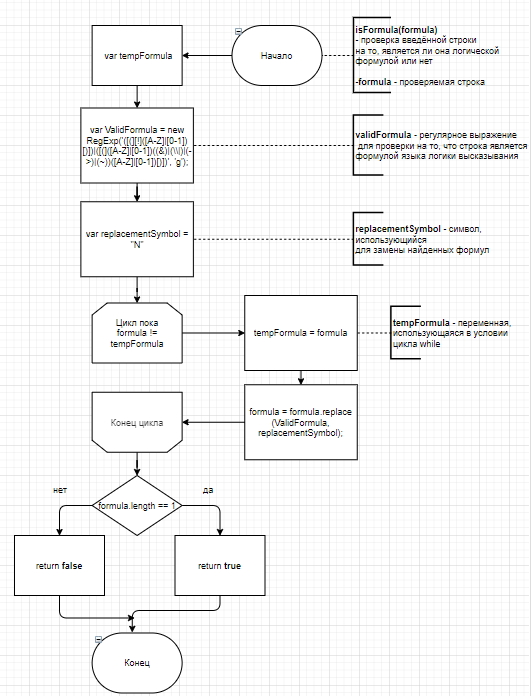 var tempFormula
Начало
isFormula(formula)
- проверка введённой строки
на то, является ли она логической
формулой или нет
-formula - проверяемая строка
var ValidFormula = new
RegExp('([(][!]([A-Z]|[0-1])
[)])|([(]([A-Z]|[0-1])((&)|(\\|)|(-
>)|(~))([A-Z]|[0-1])[)])', 'g');
validFormula - регулярное выражение
для проверки на то, что строка является
формулой языка логики высказывания
var replacementSymbol =
"N"
replacementSymbol - символ,
использующийся
для замены найденных формул
Цикл пока
formula !=
tempFormula
tempFormula = formula
tempFormula - переменная,
использующаяся в условии
цикла while
Конец цикла
formula = formula.replace
(ValidFormula,
replacementSymbol);
нет
formula.length == 1
да
return false
return true
Конец